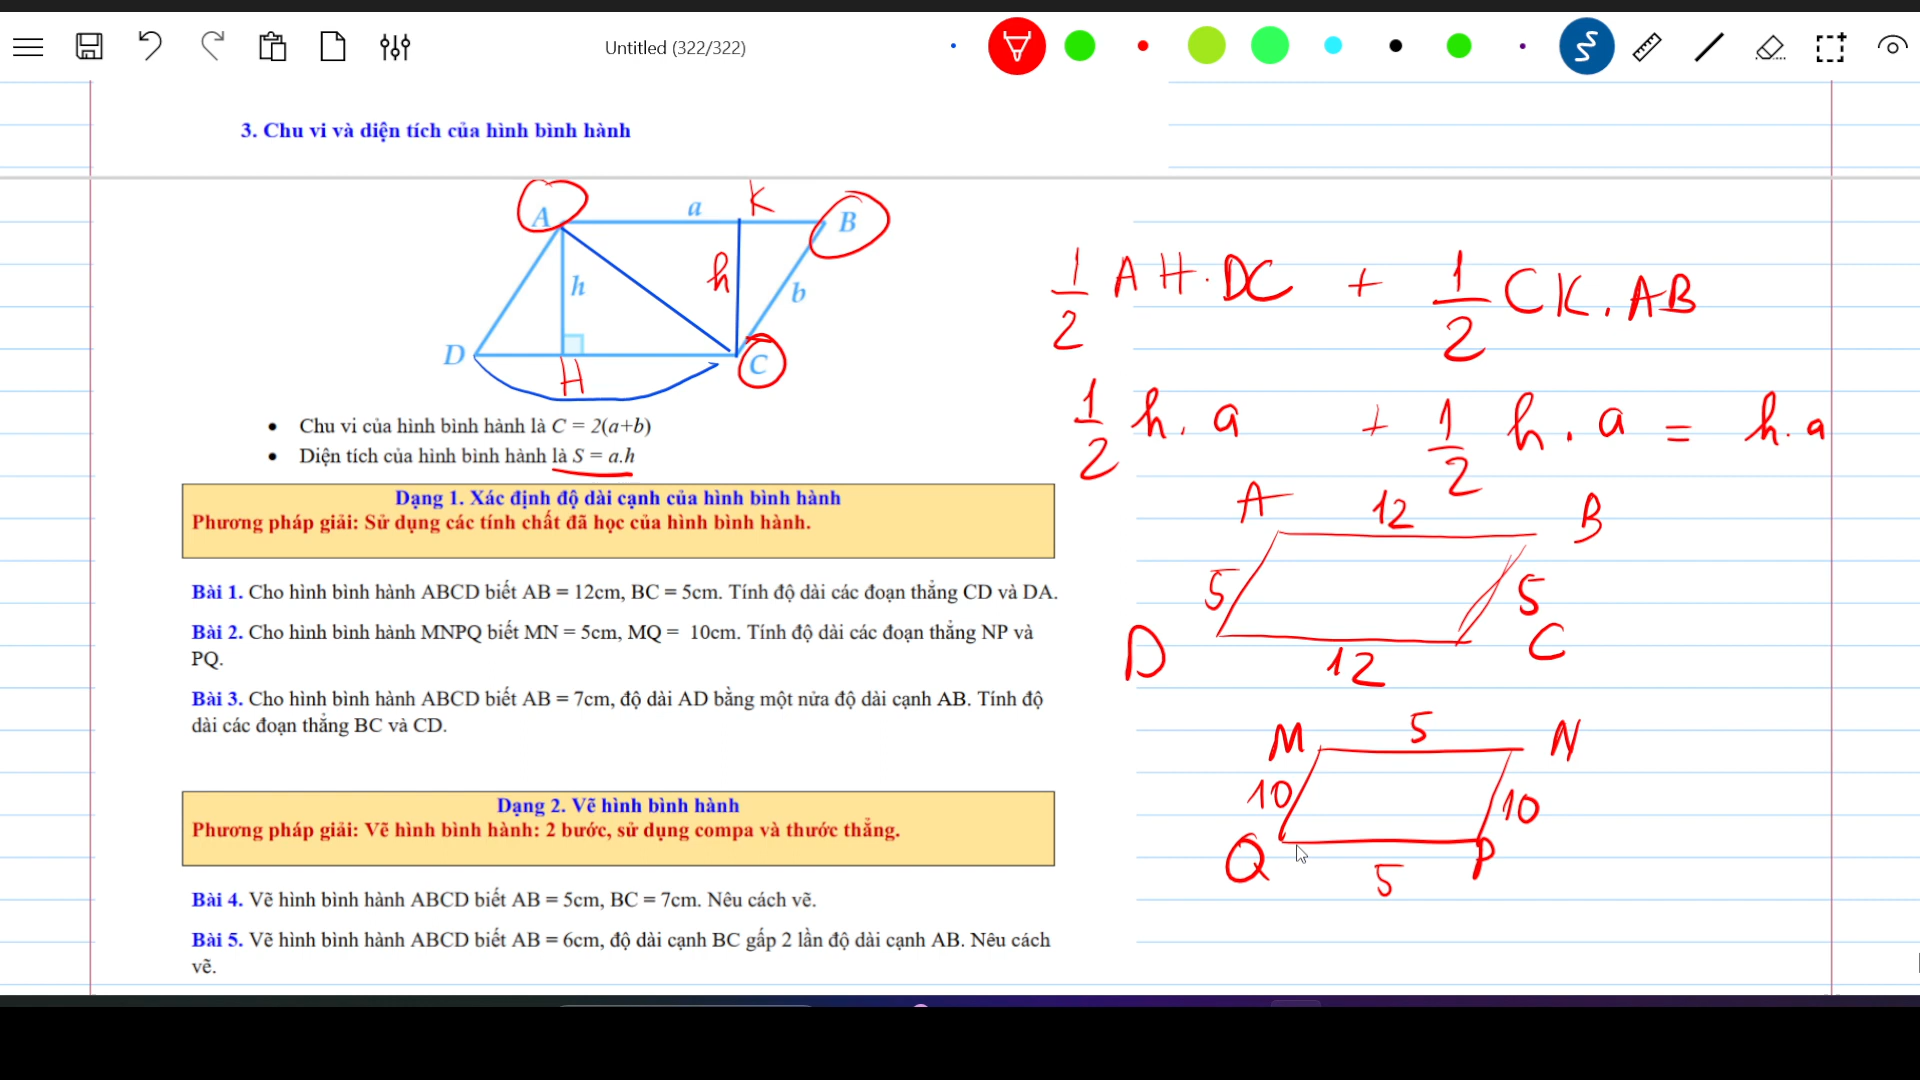 Untitled (322/322)
3. Chu vi và diện tích của hình bình hành
A a K B
h h b
D H C
• Chu vi của hình bình hành là C = 2(a+b)
• Diện tích của hình bình hành là S = a.h
Dạng 1. Xác định độ dài cạnh của hình bình hành
Phương pháp giải: Sử dụng các tính chất đã học của hình bình hành.
Bài 1. Cho hình bình hành ABCD biết AB = 12cm, BC = 5cm. Tính độ dài các đoạn thẳng CD và DA.
Bài 2. Cho hình bình hành MNPQ biết MN = 5cm, MQ = 10cm. Tính độ dài các đoạn thẳng NP và
PQ.
Bài 3. Cho hình bình hành ABCD biết AB = 7cm, độ dài AD bằng một nửa độ dài cạnh AB. Tính độ
dài các đoạn thẳng BC và CD.
Dạng 2. Vẽ hình bình hành
Phương pháp giải: Vẽ hình bình hành: 2 bước, sử dụng compa và thước thẳng.
Bài 4. Vẽ hình bình hành ABCD biết AB = 5cm, BC = 7cm. Nêu cách vẽ.
Bài 5. Vẽ hình bình hành ABCD biết AB = 6cm, độ dài cạnh BC gấp 2 lần độ dài cạnh AB. Nêu cách
vẽ.
1/2 AH.DC + 1/2 CK.AB
1/2 h.a + 1/2 h.a = h.a
A 12 B
5 5
D 12 C
M 5 N
10 10
Q 5 P